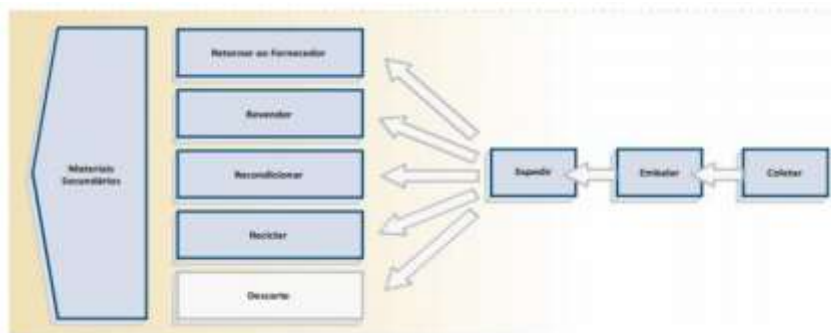 Retornar ao Fornecedor
Revender
Materiais
Secundários
Recondicionar
Reciclar
Descarte
Expedir
Embalar
Coletar